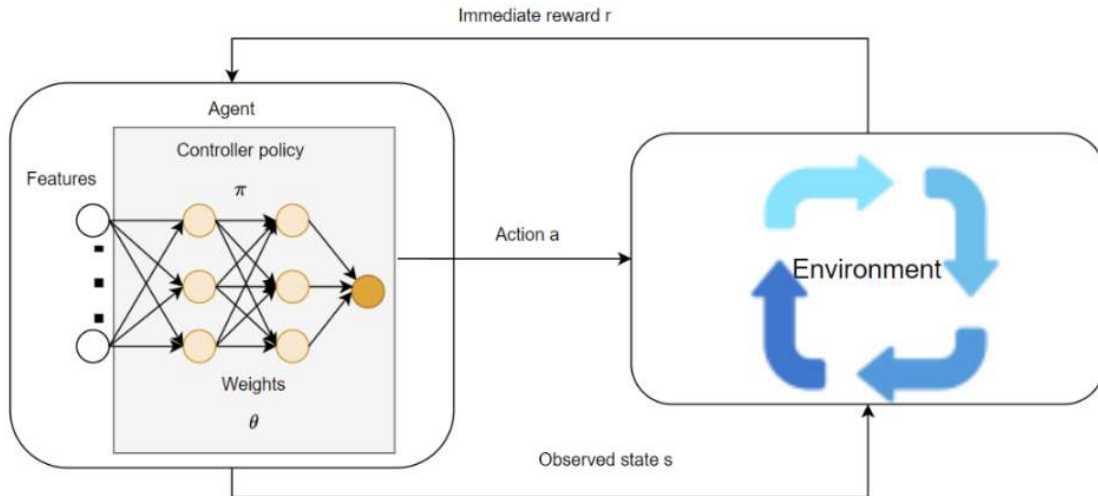 Immediate reward r
Agent
Controller policy
π
Features
Action a
Environment
Weights
θ
Observed state s